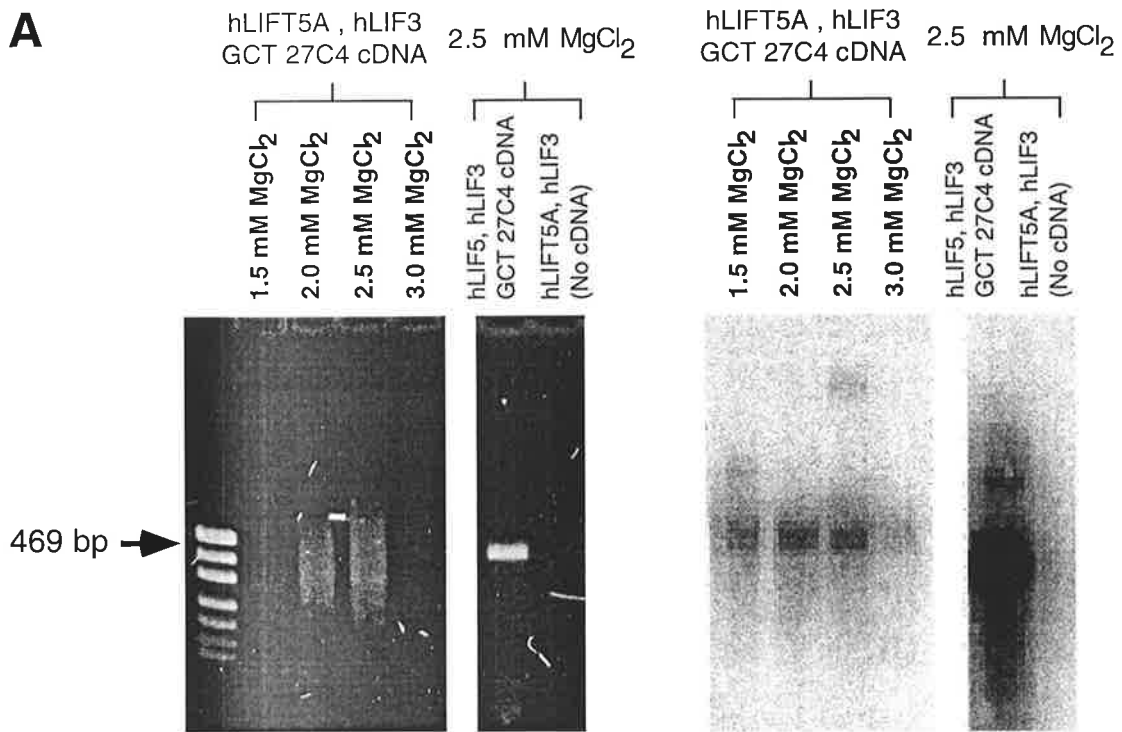 A
hLIFT5A , hLIF3
GCT 27C4 cDNA
2.5 mM MgCl2
1.5 mM MgCl2
2.0 mM MgCl2
2.5 mM MgCl2
3.0 mM MgCl2
hLIF5, hLIF3
GCT 27C4 cDNA
hLIFT5A, hLIF3
(No cDNA)
469 bp
hLIFT5A , hLIF3
GCT 27C4 cDNA
2.5 mM MgCl2
1.5 mM MgCl2
2.0 mM MgCl2
2.5 mM MgCl2
3.0 mM MgCl2
hLIF5, hLIF3
GCT 27C4 cDNA
hLIFT5A, hLIF3
(No cDNA)